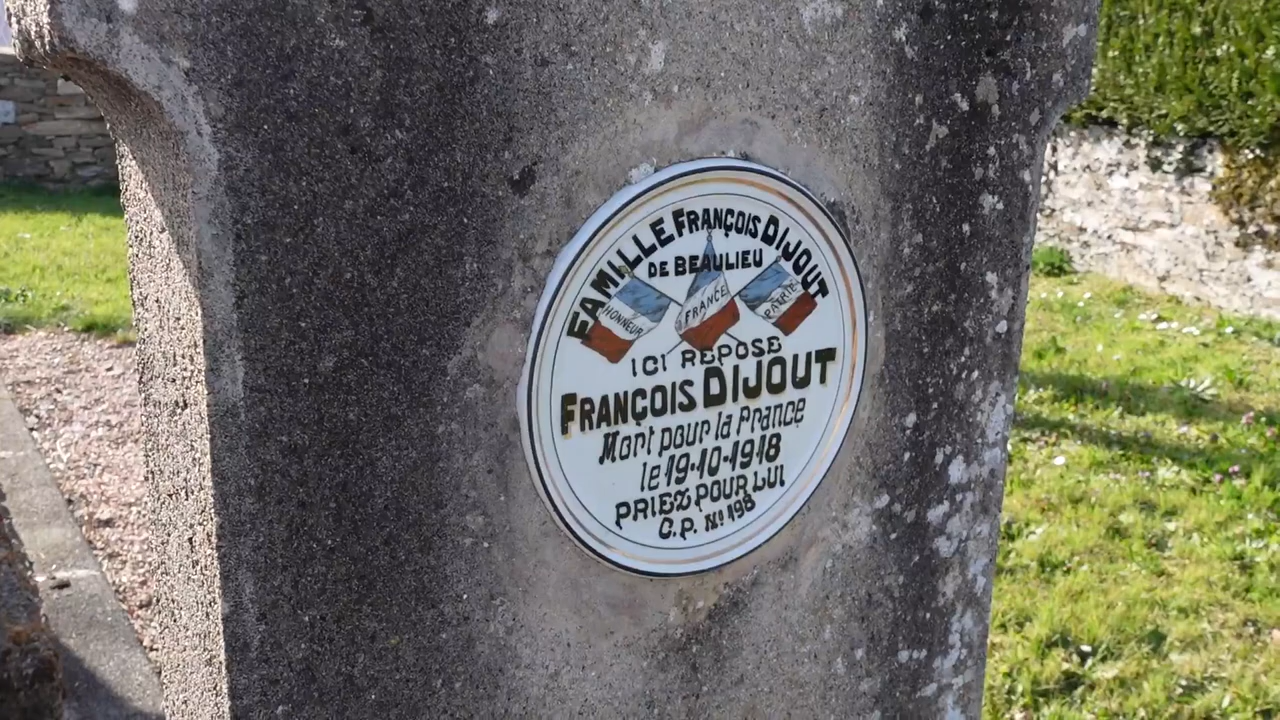 FAMILLE FRANÇOIS DIJOUT
DE BEAULIEU
HONNEUR
FRANCE
PATRIE
ICI REPOSE
FRANÇOIS DIJOUT
Mort pour la France
le 19-10-1918
PRIEZ POUR LUI
C.P. No 198